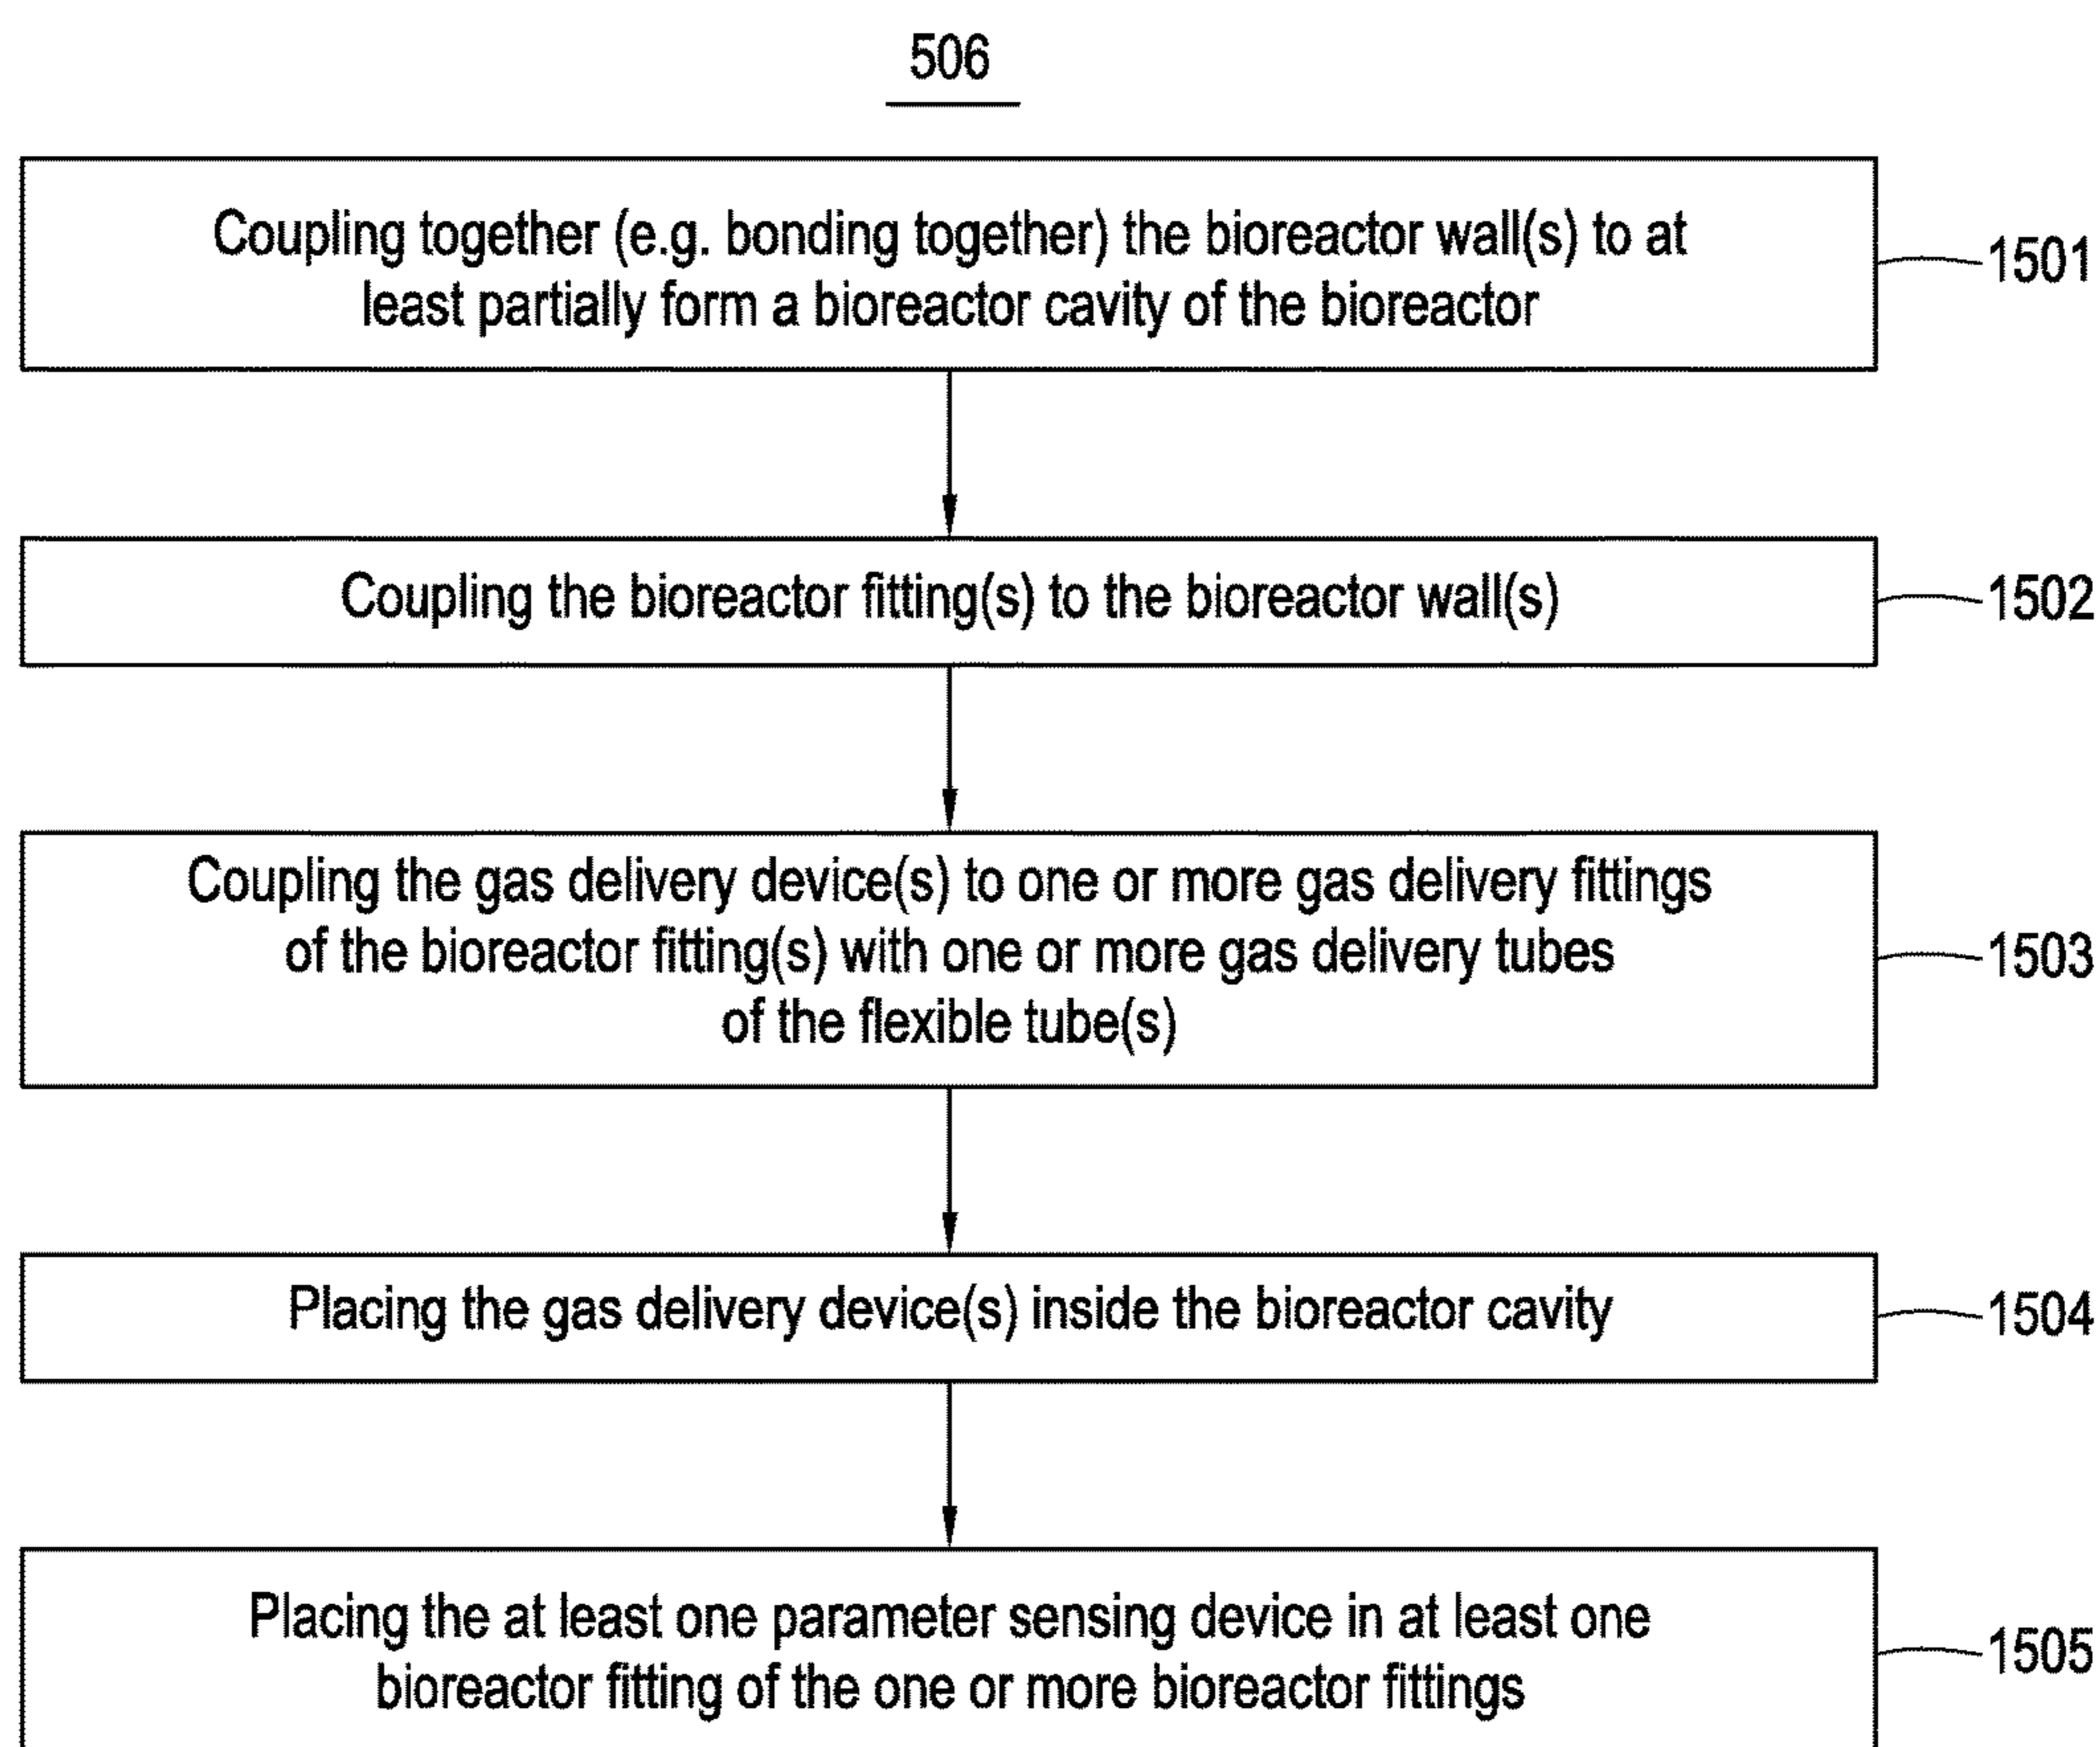 506
Coupling together (e.g. bonding together) the bioreactor wall(s) to at
least partially form a bioreactor cavity of the bioreactor
1501
Coupling the bioreactor fitting(s) to the bioreactor wall(s)
1502
Coupling the gas delivery device(s) to one or more gas delivery fittings
of the bioreactor fitting(s) with one or more gas delivery tubes
of the flexible tube(s)
1503
Placing the gas delivery device(s) inside the bioreactor cavity
1504
Placing the at least one parameter sensing device in at least one
bioreactor fitting of the one or more bioreactor fittings
1505